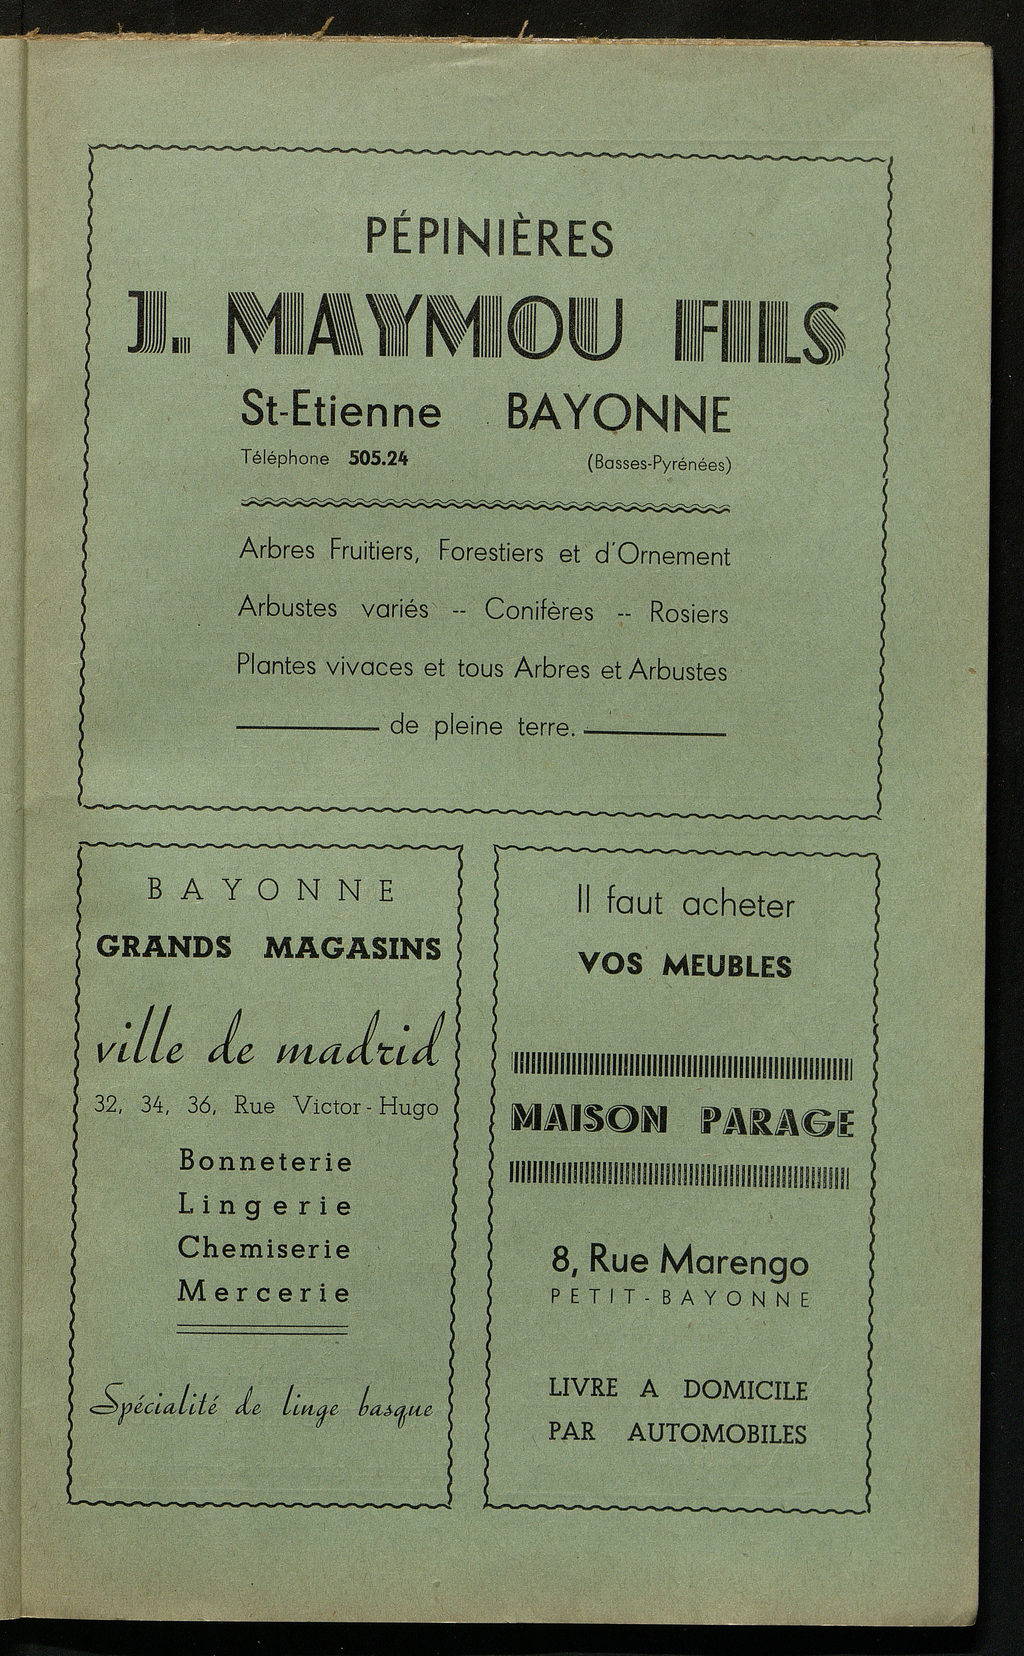 PÉPINIÈRES
J. MAYMOU FILS
St-Etienne BAYONNE
Téléphone 505.24 (Basses-Pyrénées)
Arbres Fruitiers, Forestiers et d'Ornement
Arbustes variés -- Conifères -- Rosiers
Plantes vivaces et tous Arbres et Arbustes
de pleine terre.
BAYONNE
GRANDS MAGASINS
ville de madrid
32, 34, 36, Rue Victor-Hugo
Bonneterie
Lingerie
Chemiserie
Mercerie
Spécialité de linge basque
Il faut acheter
VOS MEUBLES
MAISON PARAGE
8, Rue Marengo
PETIT-BAYONNE
LIVRE A DOMICILE
PAR AUTOMOBILES